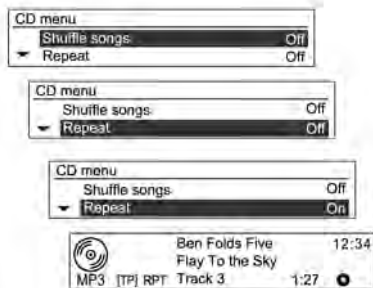 CD menu
Shuffle songs Off
Repeat Off
CD menu
Shuffle songs Off
Repeat Off
CD menu
Shuffle songs Off
Repeat On
Ben Folds Five 12:34
Flay To the Sky
MP3 [TP] RPT Track 3 1:27